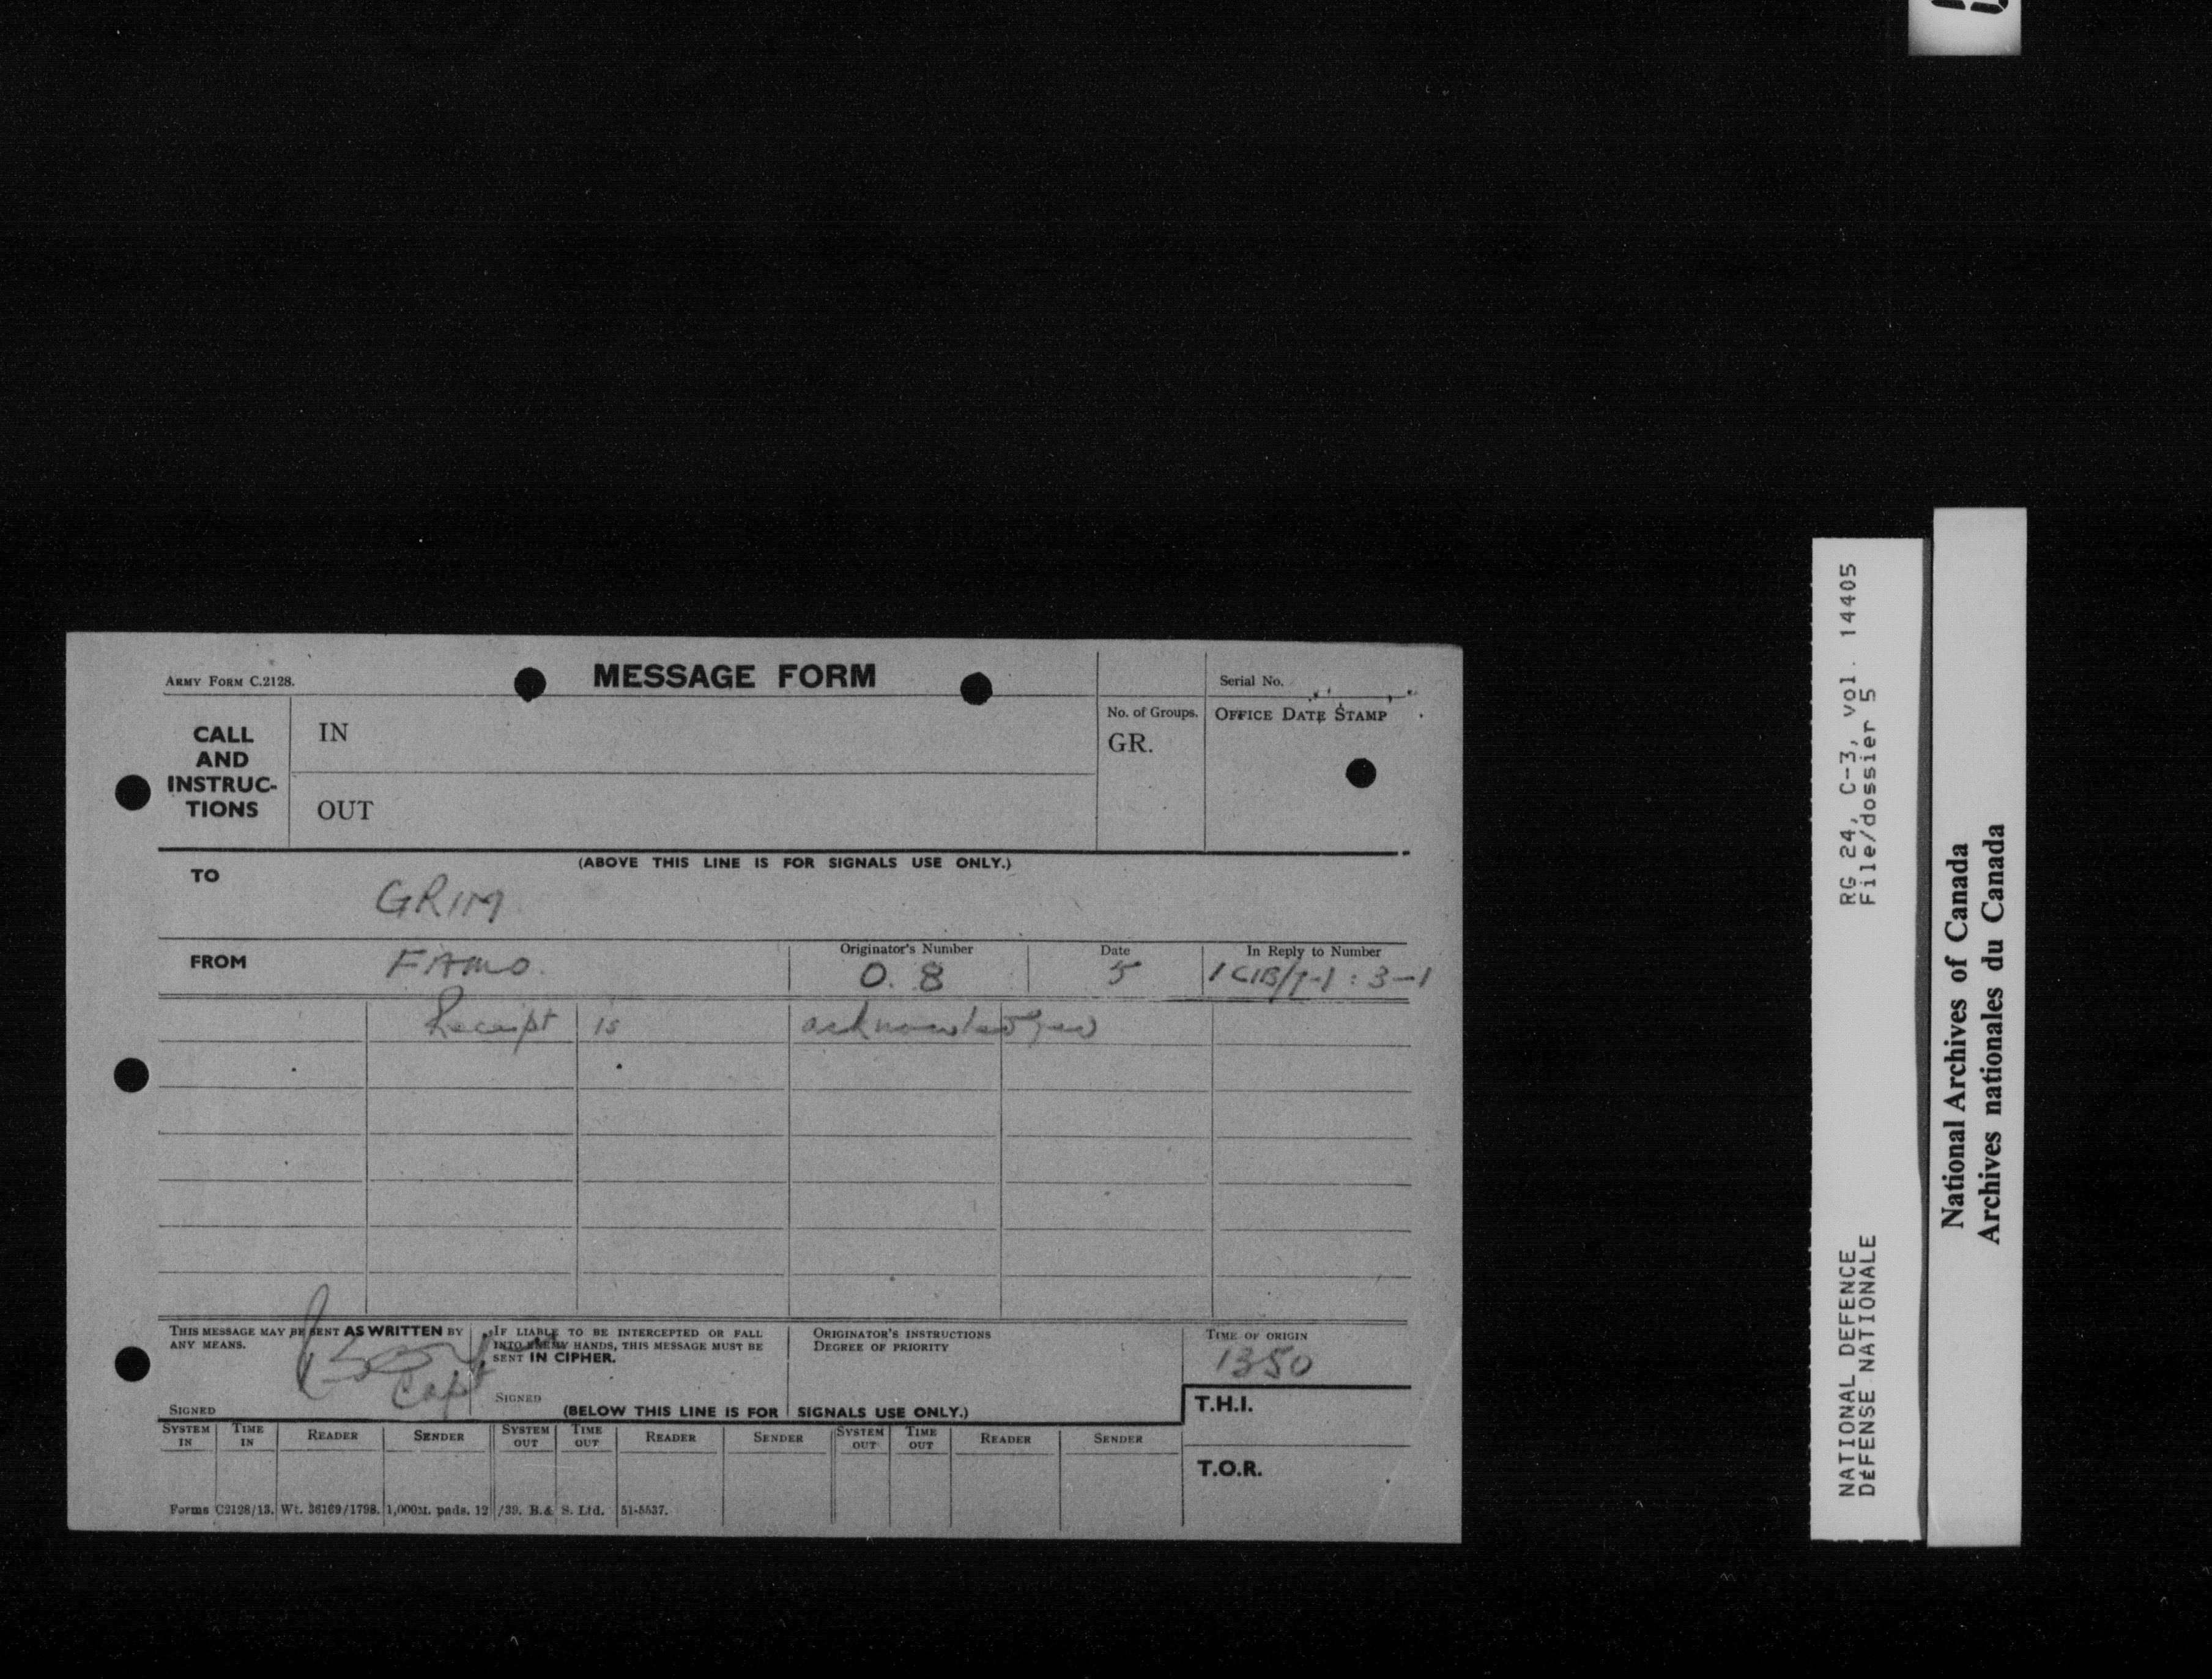 ARMY FORM C.2128.
MESSAGE FORM
Serial No.
CALL AND INSTRUC-TIONS
IN
OUT
No. of Groups.
GR.
OFFICE DATE STAMP
(ABOVE THIS LINE IS FOR SIGNALS USE ONLY.)
TO
GRIM
FROM
FAMO.
Originator's Number
O. 8
Date
5
In Reply to Number
1 CIB/1-1 : 3-1
Receipt is acknowledged
THIS MESSAGE MAY BE SENT AS WRITTEN BY
ANY MEANS.
Capt
SIGNED
IF LIABLE TO BE INTERCEPTED OR FALL
INTO ENEMY HANDS, THIS MESSAGE MUST BE
SENT IN CIPHER.
SIGNED
ORIGINATOR'S INSTRUCTIONS
DEGREE OF PRIORITY
TIME OF ORIGIN
1350
T.H.I.
(BELOW THIS LINE IS FOR SIGNALS USE ONLY.)
SYSTEM IN TIME IN READER SENDER SYSTEM OUT TIME OUT READER SENDER SYSTEM OUT TIME OUT READER SENDER
T.O.R.
Forms C2128/13. Wt. 36169/1798. 1,000M. pads. 12/39. B.& S. Ltd. 51-5537.
RG 24, C-3, vol. 14405
File/dossier 5
NATIONAL DEFENCE
DÉFENSE NATIONALE
National Archives of Canada
Archives nationales du Canada